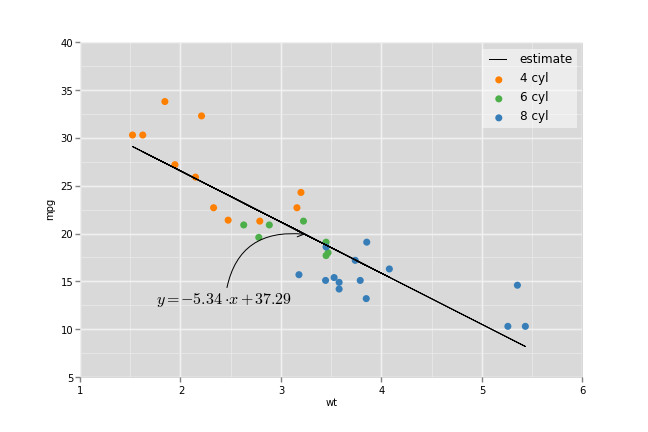 40
35
30
25
20
15
10
5
mpg
estimate
4 cyl
6 cyl
8 cyl
y = −5.34 · x + 37.29
1 2 3 4 5 6
wt